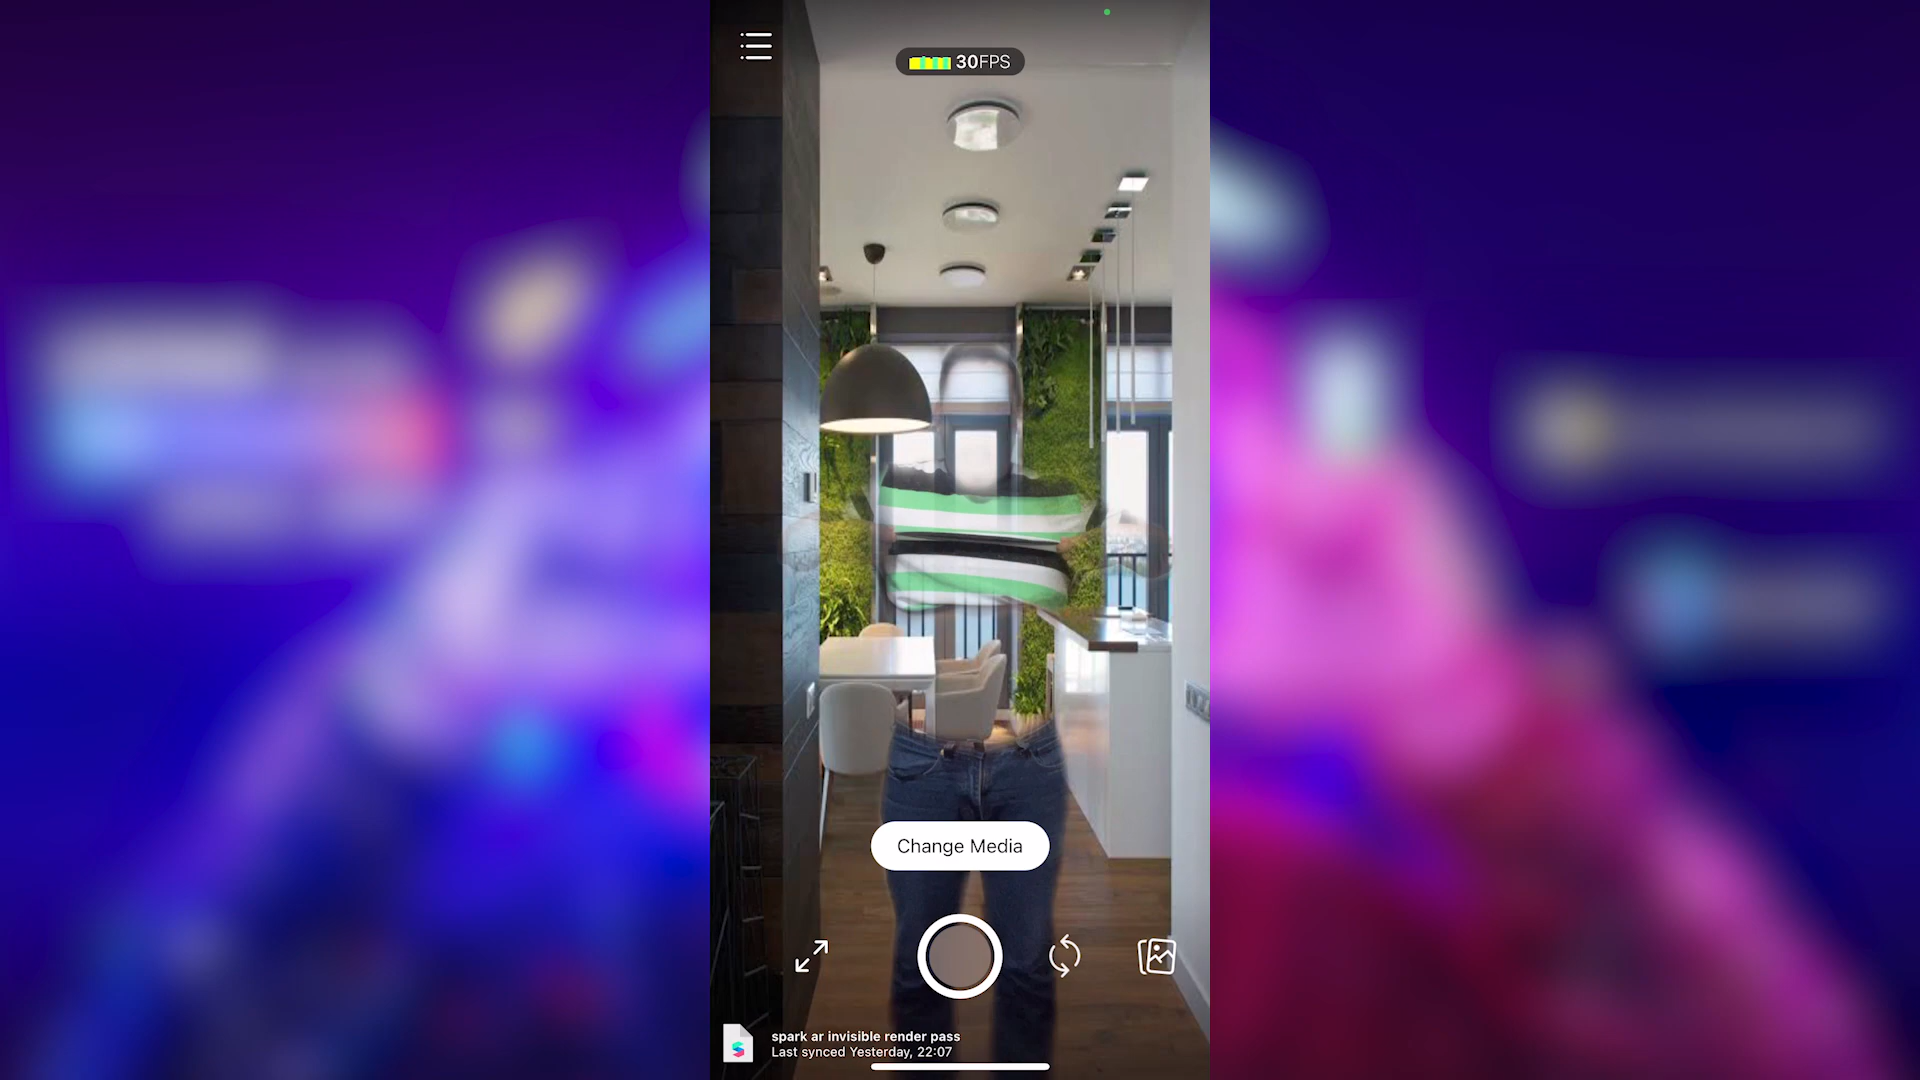 30FPS
Change Media
spark ar invisible render pass
Last synced Yesterday, 22:07